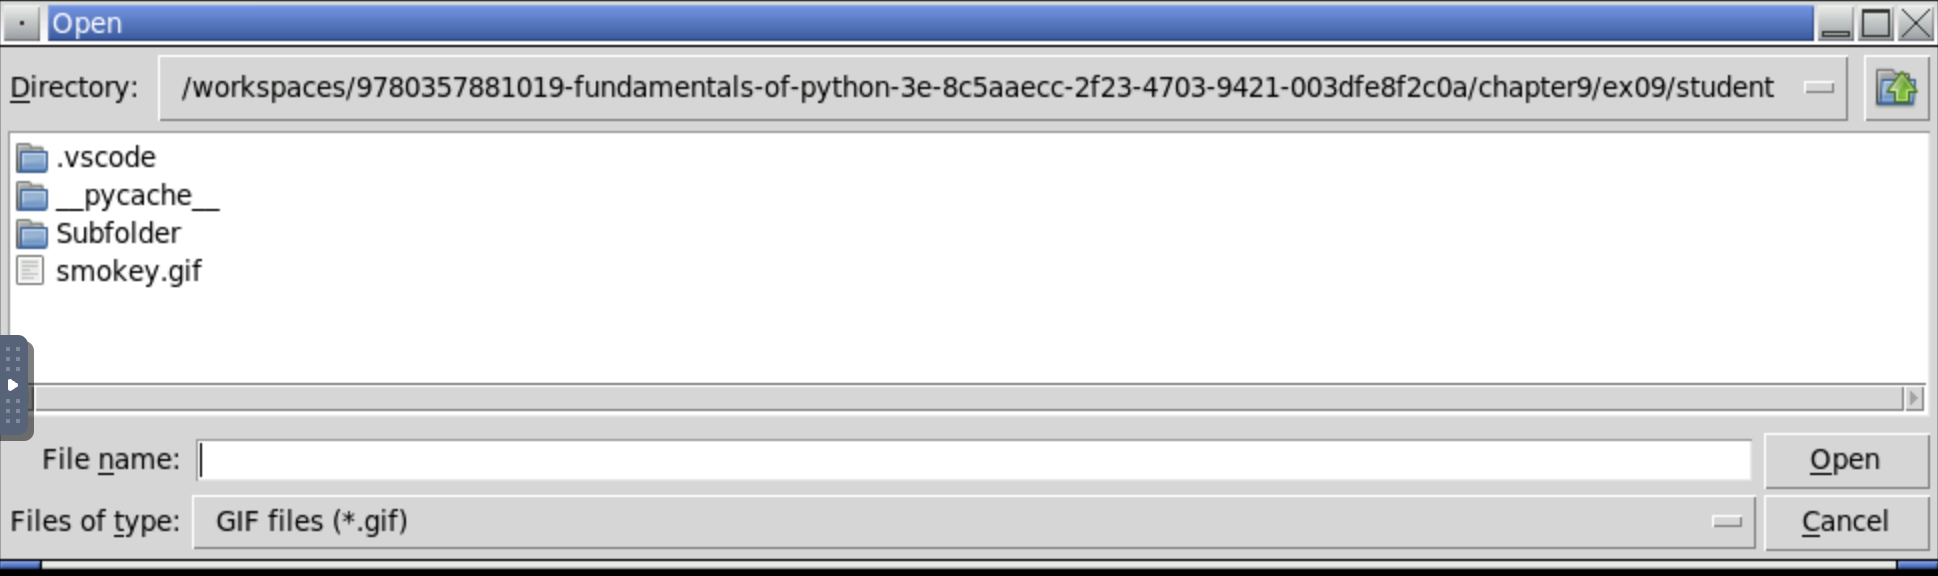 Open
Directory: /workspaces/9780357881019-fundamentals-of-python-3e-8c5aaecc-2f23-4703-9421-003dfe8f2c0a/chapter9/ex09/student
.vscode
__pycache__
Subfolder
smokey.gif
File name: Open
Files of type: GIF files (*.gif) Cancel